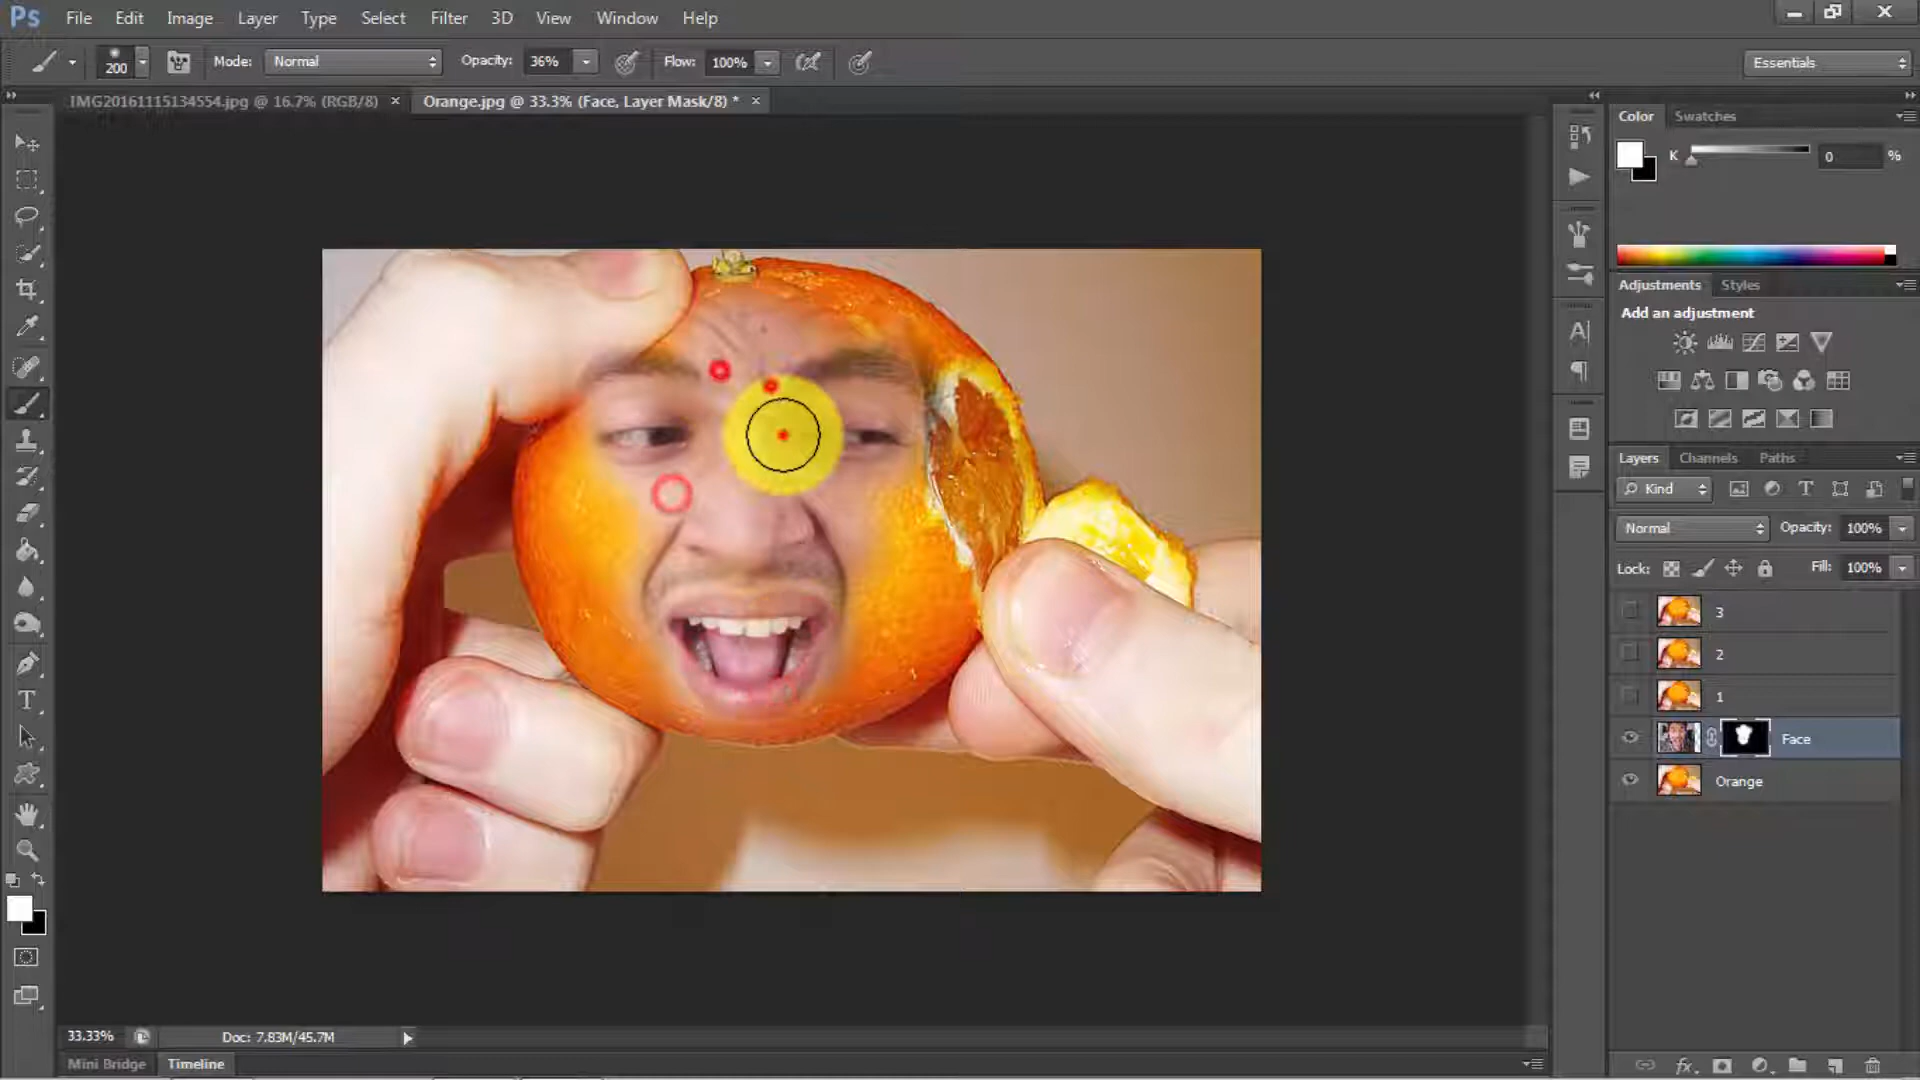 Ps File Edit Image Layer Type Select Filter 3D View Window Help
200 Mode: Normal Opacity: 36% Flow: 100% Essentials
IMG20161115134554.jpg @ 16.7% (RGB/8) × Orange.jpg @ 33.3% (Face, Layer Mask/8) * ×
Color Swatches
K 0 %
Adjustments Styles
Add an adjustment
Layers Channels Paths
Kind
Normal Opacity: 100%
Lock: Fill: 100%
3
2
1
Face
Orange
33.33% Doc: 7.83M/45.7M
Mini Bridge Timeline